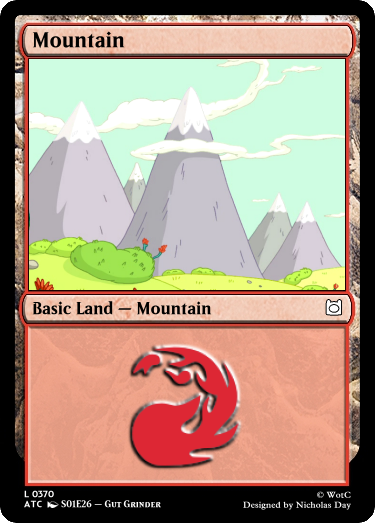 Mountain
Basic Land — Mountain
L 0370
© WotC
ATC S01E26 – Gut Grinder
Designed by Nicholas Day